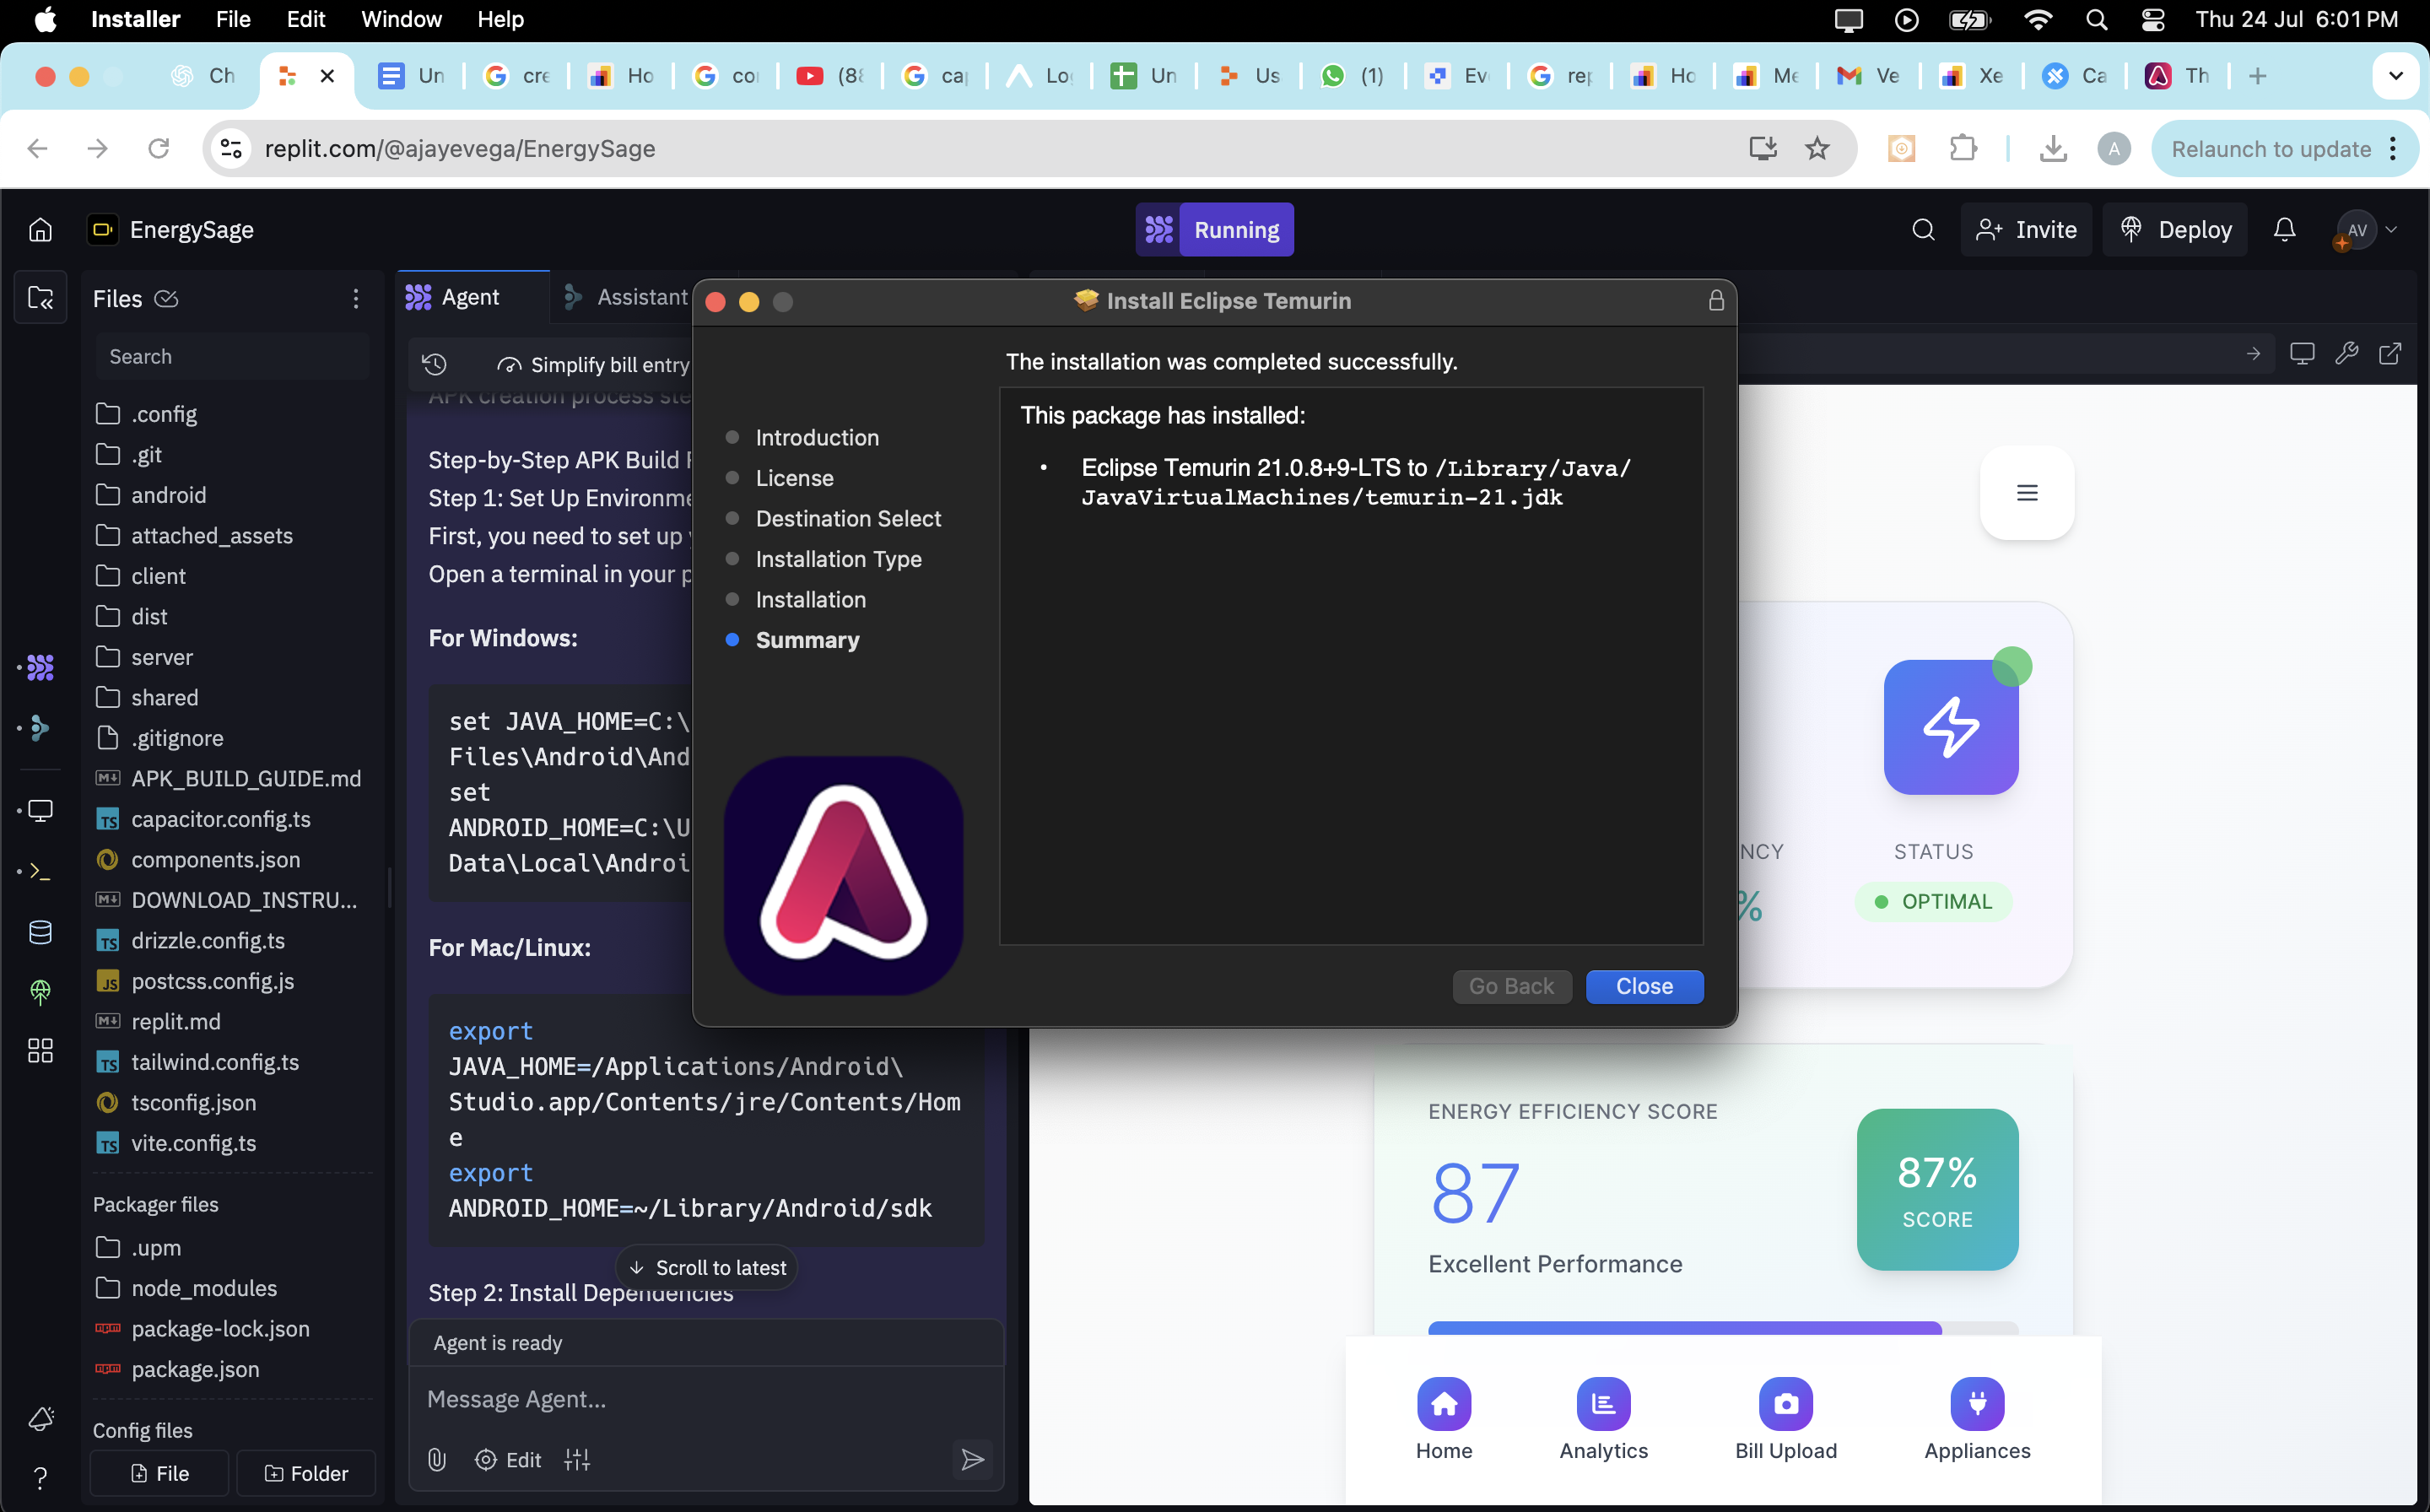 Installer File Edit Window Help Thu 24 Jul 6:01 PM
Ch Un cre Ho co (88 ca Lo Un Us (1) Ev rep Ho Me Ve Xe Ca Th
replit.com/@ajayevega/EnergySage A Relaunch to update
EnergySage Running Invite Deploy AV
Files
Search
.config
.git
android
attached_assets
client
dist
server
shared
.gitignore
APK_BUILD_GUIDE.md
capacitor.config.ts
components.json
DOWNLOAD_INSTRU...
drizzle.config.ts
postcss.config.js
replit.md
tailwind.config.ts
tsconfig.json
vite.config.ts
Packager files
.upm
node_modules
package-lock.json
package.json
Config files
File Folder
Agent Assistant
Simplify bill entry
APK creation process ste
Step-by-Step APK Build
Step 1: Set Up Environme
First, you need to set up
Open a terminal in your p
For Windows:
set JAVA_HOME=C:\
Files\Android\And
set
ANDROID_HOME=C:\U
Data\Local\Androi
For Mac/Linux:
export
JAVA_HOME=/Applications/Android\
Studio.app/Contents/jre/Contents/Hom
e
export
ANDROID_HOME=~/Library/Android/sdk
Scroll to latest
Step 2: Install Dependencies
Agent is ready
Message Agent...
Edit
Install Eclipse Temurin
The installation was completed successfully.
Introduction
License
Destination Select
Installation Type
Installation
Summary
This package has installed:
• Eclipse Temurin 21.0.8+9-LTS to /Library/Java/
JavaVirtualMachines/temurin-21.jdk
Go Back Close
NCY STATUS
% OPTIMAL
ENERGY EFFICIENCY SCORE
87
Excellent Performance
87%
SCORE
Home Analytics Bill Upload Appliances